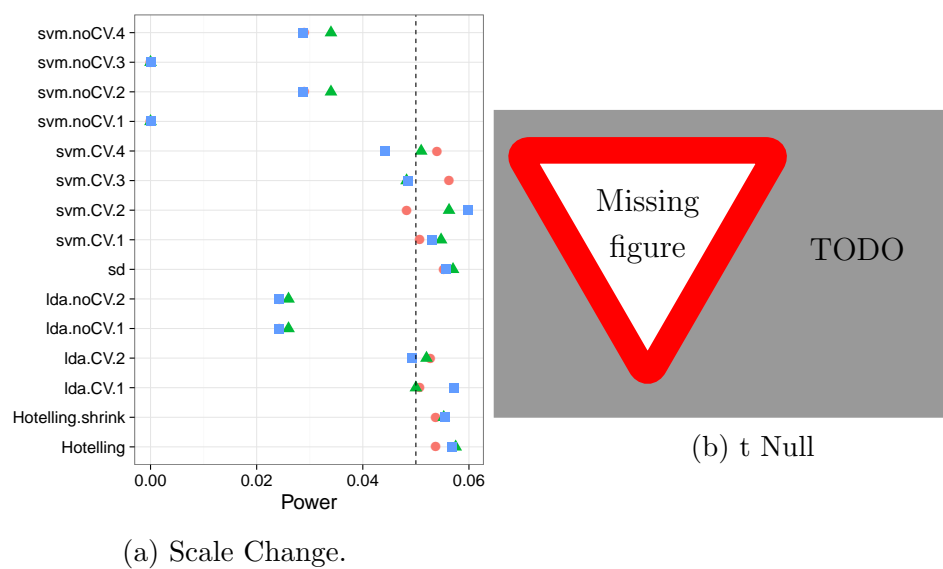 svm.noCV.4
svm.noCV.3
svm.noCV.2
svm.noCV.1
svm.CV.4
svm.CV.3
svm.CV.2
svm.CV.1
sd
lda.noCV.2
lda.noCV.1
lda.CV.2
lda.CV.1
Hotelling.shrink
Hotelling
0.00 0.02 0.04 0.06
Power
(a) Scale Change.
Missing
figure
TODO
(b) t Null